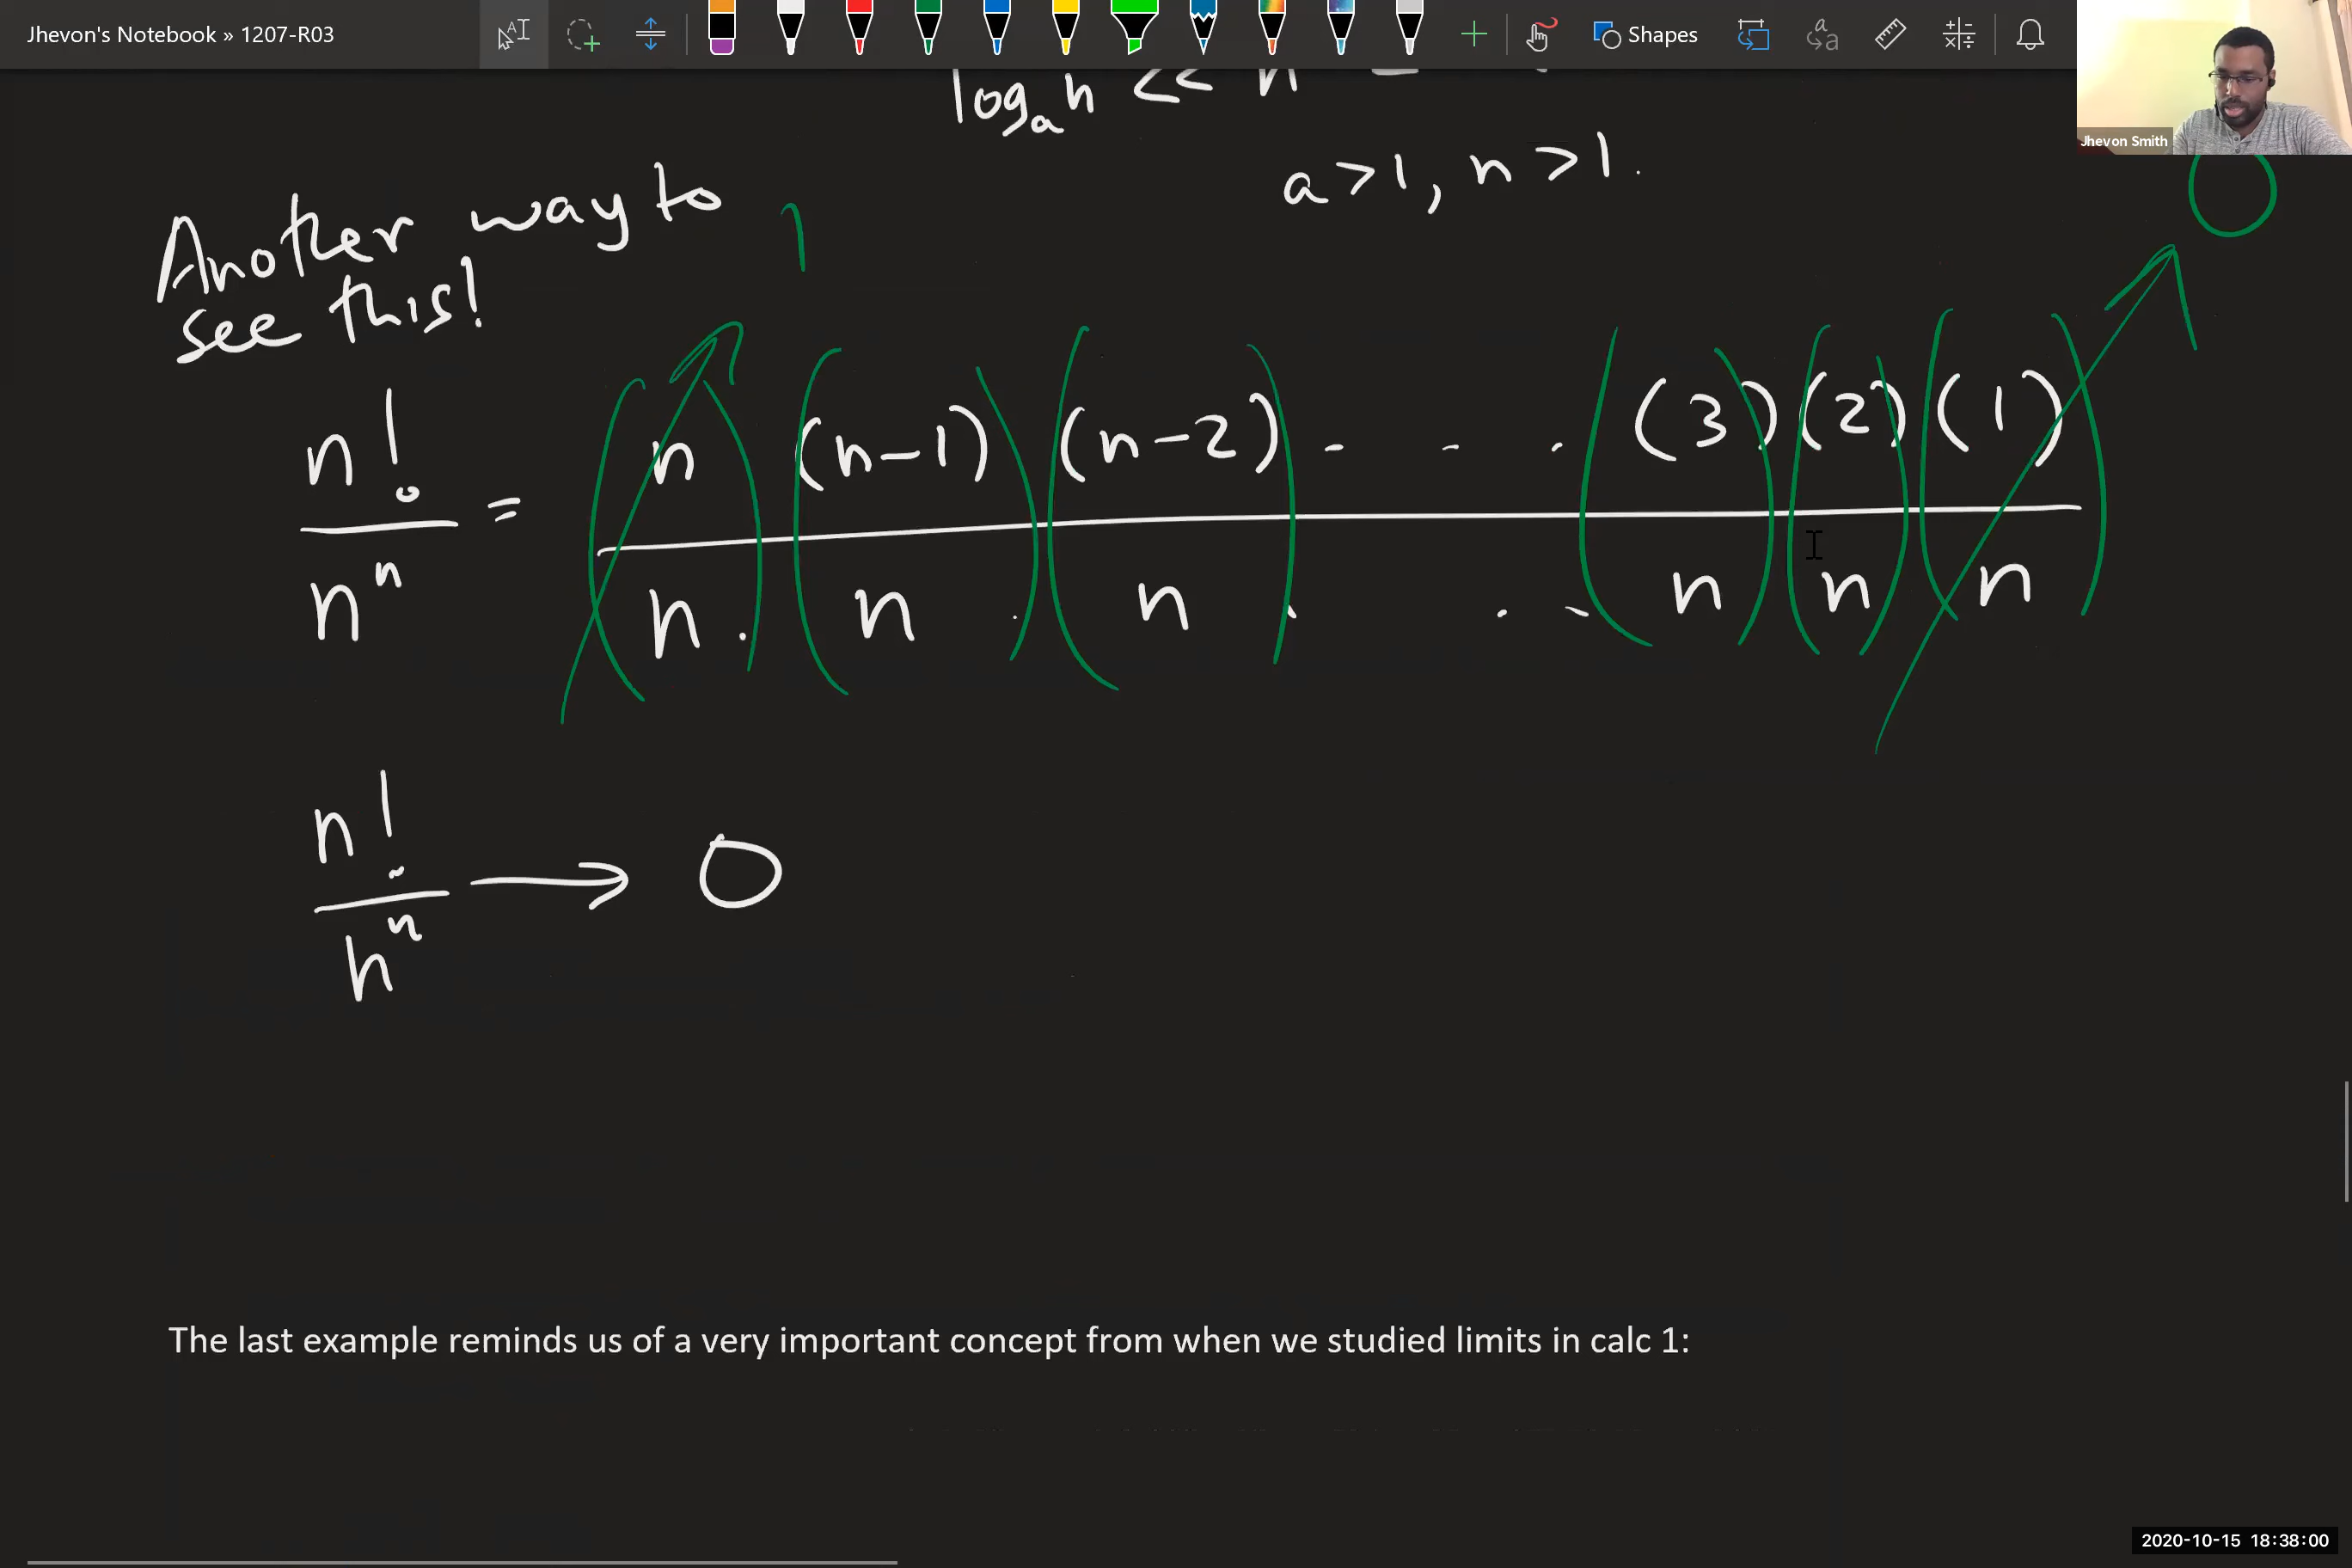 Jhevon's Notebook » 1207-R03
Shapes
Jhevon Smith
log_a n << n
a > 1, n > 1.
Another way to
see this!
1
0
n! / n^n = n (n-1) (n-2) - - . (3) (2) (1) / n . n . n . . . n n n
n! / n^n → 0
The last example reminds us of a very important concept from when we studied limits in calc 1:
2020-10-15 18:38:00